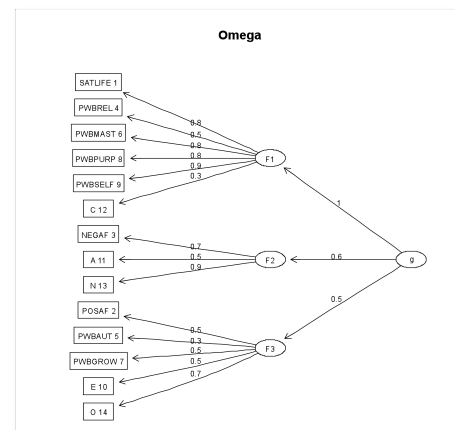 Omega
SATLIFE 1
PWBREL 4
PWBMAST 6
PWBPURP 8
PWBSELF 9
C 12
NEGAF 3
A 11
N 13
POSAF 2
PWBAUT 5
PWBGROW 7
E 10
O 14
0.8
0.5
0.8
0.8
0.9
0.3
0.7
0.5
0.9
0.5
0.3
0.5
0.5
0.7
F1
F2
F3
1
0.6
0.5
g